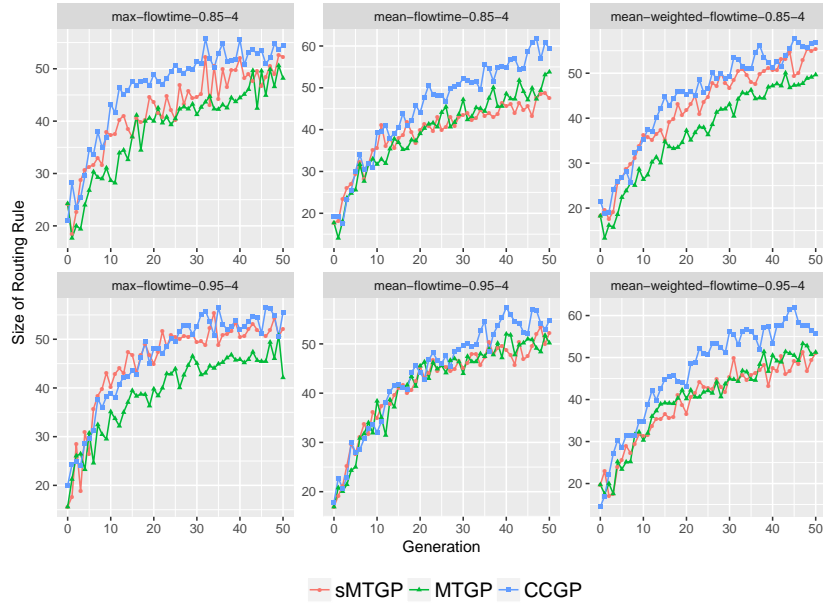 max-flowtime-0.85-4
mean-flowtime-0.85-4
mean-weighted-flowtime-0.85-4
50
40
30
20
60
50
40
30
20
50
40
30
20
max-flowtime-0.95-4
mean-flowtime-0.95-4
mean-weighted-flowtime-0.95-4
50
40
30
20
50
40
30
20
60
50
40
30
20
0 10 20 30 40 50
0 10 20 30 40 50
0 10 20 30 40 50
Size of Routing Rule
Generation
sMTGP MTGP CCGP